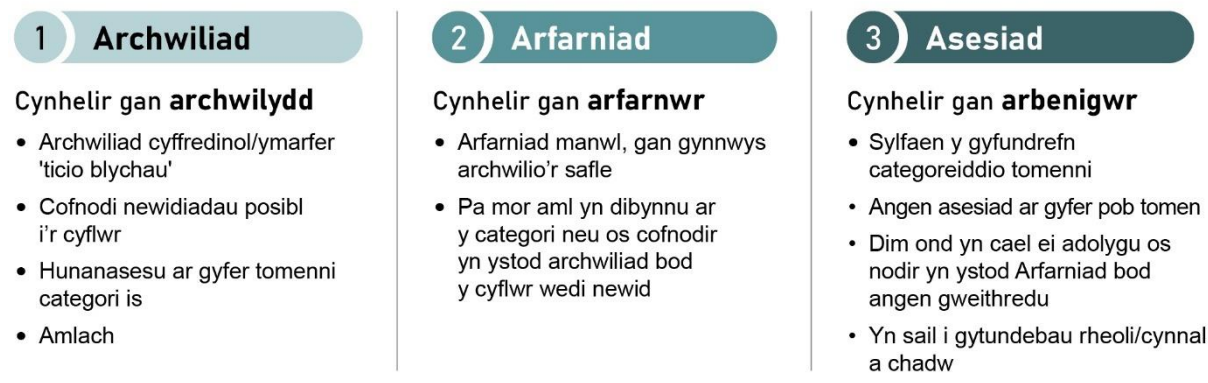 1 Archwiliad
Cynhelir gan archwilydd
• Archwiliad cyffredinol/ymarfer
'ticio blychau'
• Cofnodi newidiadau posibl
i'r cyflwr
• Hunanasesu ar gyfer tomenni
categori is
• Amlach
2 Arfarniad
Cynhelir gan arfarnwr
• Arfarniad manwl, gan gynnwys
archwilio’r safle
• Pa mor aml yn dibynnu ar
y categori neu os cofnodir
yn ystod archwiliad bod
y cyflwr wedi newid
3 Asesiad
Cynhelir gan arbenigwr
• Sylfaen y gyfundrefn
categoreiddio tomenni
• Angen asesiad ar gyfer pob tomen
• Dim ond yn cael ei adolygu os
nodir yn ystod Arfarniad bod
angen gweithredu
• Yn sail i gytundebau rheoli/cynnal
a chadw